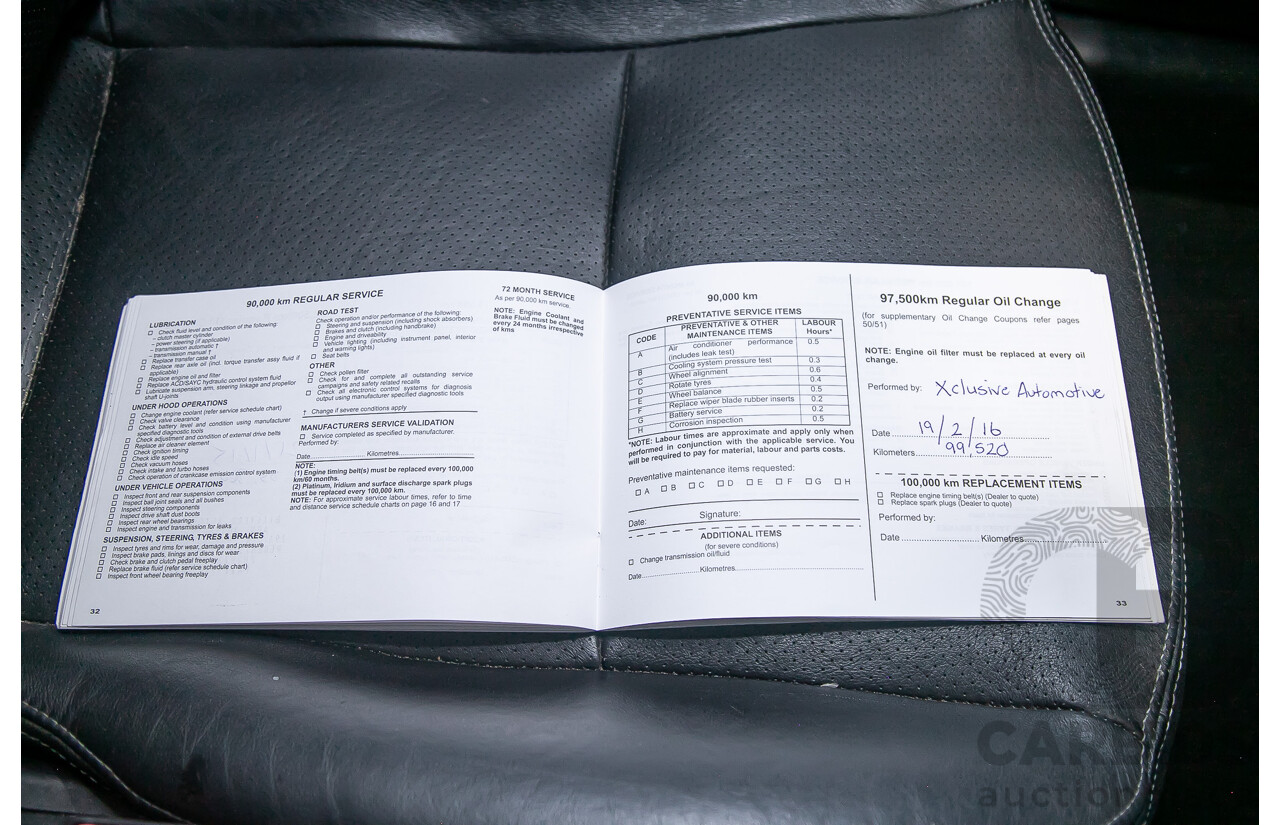 90,000 km REGULAR SERVICE
LUBRICATION
☐ Check fluid level and condition of the following:
– clutch master cylinder
– power steering (if applicable)
– transmission automatic †
– transmission manual †
☐ Replace transfer case oil
☐ Replace rear axle oil (incl. torque transfer assy fluid if
applicable)
☐ Replace engine oil and filter
☐ Replace ACD/SAYC hydraulic control system fluid
☐ Lubricate suspension arm, steering linkage and propellor
shaft U-joints
UNDER HOOD OPERATIONS
☐ Change engine coolant (refer service schedule chart)
☐ Check valve clearance
☐ Check battery level and condition using manufacturer
specified diagnostic tools
☐ Check adjustment and condition of external drive belts
☐ Replace air cleaner element
☐ Check ignition timing
☐ Check idle speed
☐ Check vacuum hoses
☐ Check intake and turbo hoses
☐ Check operation of crankcase emission control system
UNDER VEHICLE OPERATIONS
☐ Inspect front and rear suspension components
☐ Inspect ball joint seals and all bushes
☐ Inspect steering components
☐ Inspect drive shaft dust boots
☐ Inspect rear wheel bearings
☐ Inspect engine and transmission for leaks
SUSPENSION, STEERING, TYRES & BRAKES
☐ Inspect tyres and rims for wear, damage and pressure
☐ Inspect brake pads, linings and discs for wear
☐ Check brake and clutch pedal freeplay
☐ Replace brake fluid (refer service schedule chart)
☐ Inspect front wheel bearing freeplay
32
ROAD TEST
Check operation and/or performance of the following:
☐ Steering and suspension (including shock absorbers)
☐ Brakes and clutch (including handbrake)
☐ Engine and driveability
☐ Vehicle lighting (including instrument panel, interior
and warning lights)
☐ Seat belts
OTHER
☐ Check pollen filter
☐ Check for and complete all outstanding service
campaigns and safety related recalls
☐ Check all electronic control systems for diagnosis
output using manufacturer specified diagnostic tools
† Change if severe conditions apply
MANUFACTURERS SERVICE VALIDATION
☐ Service completed as specified by manufacturer.
Performed by
Date.................. Kilometres..................
NOTE:
(1) Engine timing belt(s) must be replaced every 100,000
km/60 months.
(2) Platinum, iridium and surface discharge spark plugs
must be replaced every 100,000 km.
NOTE: For approximate service labour times, refer to time
and distance service schedule charts on page 16 and 17
72 MONTH SERVICE
As per 90,000 km service.
NOTE: Engine Coolant and
Brake Fluid must be changed
every 24 months irrespective
of kms
90,000 km
PREVENTATIVE SERVICE ITEMS
CODE PREVENTATIVE & OTHER MAINTENANCE ITEMS LABOUR Hours*
A Air conditioner performance (includes leak test) 0.5
B Cooling system pressure test 0.3
C Wheel alignment 0.6
D Rotate tyres 0.4
E Wheel balance 0.5
F Replace wiper blade rubber inserts 0.2
G Battery service 0.2
H Corrosion inspection 0.5
*NOTE: Labour times are approximate and apply only when
performed in conjunction with the applicable service. You
will be required to pay for material, labour and parts costs.
Preventative maintenance items requested:
☐ A ☐ B ☐ C ☐ D ☐ E ☐ F ☐ G ☐ H
Date: Signature:
ADDITIONAL ITEMS
(for severe conditions)
☐ Change transmission oil/fluid
Date.................. Kilometres..................
97,500km Regular Oil Change
(for supplementary Oil Change Coupons refer pages
50/51)
NOTE: Engine oil filter must be replaced at every oil
change.
Performed by: Xclusive Automotive
Date 19/2/16
Kilometers 99,520
100,000 km REPLACEMENT ITEMS
☐ Replace engine timing belt(s) (Dealer to quote)
☐ Replace spark plugs (Dealer to quote)
Performed by:
Date .................. Kilometres..................
33